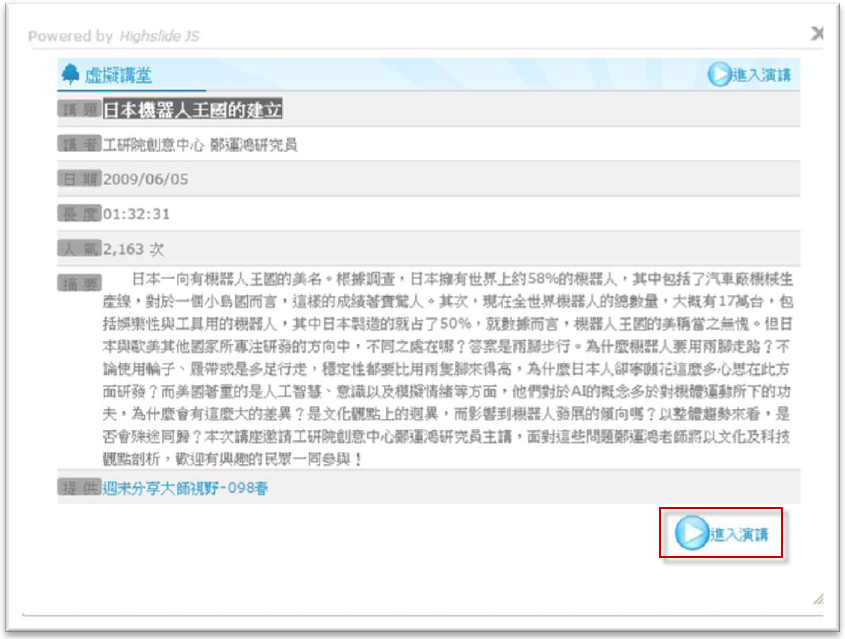 Powered by Highslide JS
虛擬講堂
進入演講
講 題 日本機器人王國的建立
講 者 工研院創意中心 鄭運鴻研究員
日 期 2009/06/05
長 度 01:32:31
人 氣 2,163 次
摘 要 日本一向有機器人王國的美名。根據調查，日本擁有世界上約58%的機器人，其中包括了汽車廠機械生
產線，對於一個小島國而言，這樣的成績著實驚人。其次，現在全世界機器人的總數量，大概有17萬台，包
括娛樂性與工具用的機器人，其中日本製造的就占了50%，就數據而言，機器人王國的美稱當之無愧。但日
本與歐美其他國家所專注研發的方向中，不同之處在哪？答案是兩腳步行。為什麼機器人要用兩腳走路？不
論使用輪子、履帶或是多足行走，穩定性都要比用兩隻腳來得高，為什麼日本人卻寧願花這麼多心思在此方
面研發？而美國著重的是人工智慧、意識以及模擬情緒等方面，他們對於AI的概念多於對機體運動所下的功
夫，為什麼會有這麼大的差異？是文化觀點上的迥異，而影響到機器人發展的傾向嗎？以整體趨勢來看，是
否會殊途同歸？本次講座邀請工研院創意中心鄭運鴻研究員主講，面對這些問題鄭運鴻老師將以文化及科技
觀點剖析，歡迎有興趣的民眾一同參與！
提 供 週末分享大師視野-098春
進入演講